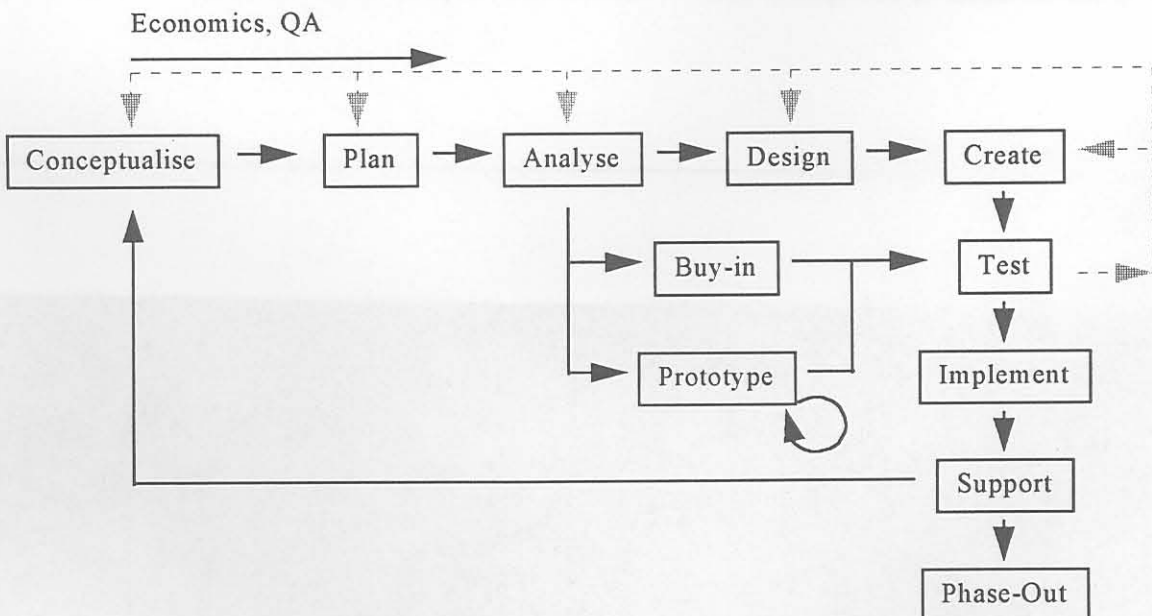 Economics, QA
Conceptualise
Plan
Analyse
Design
Create
Buy-in
Test
Prototype
Implement
Support
Phase-Out